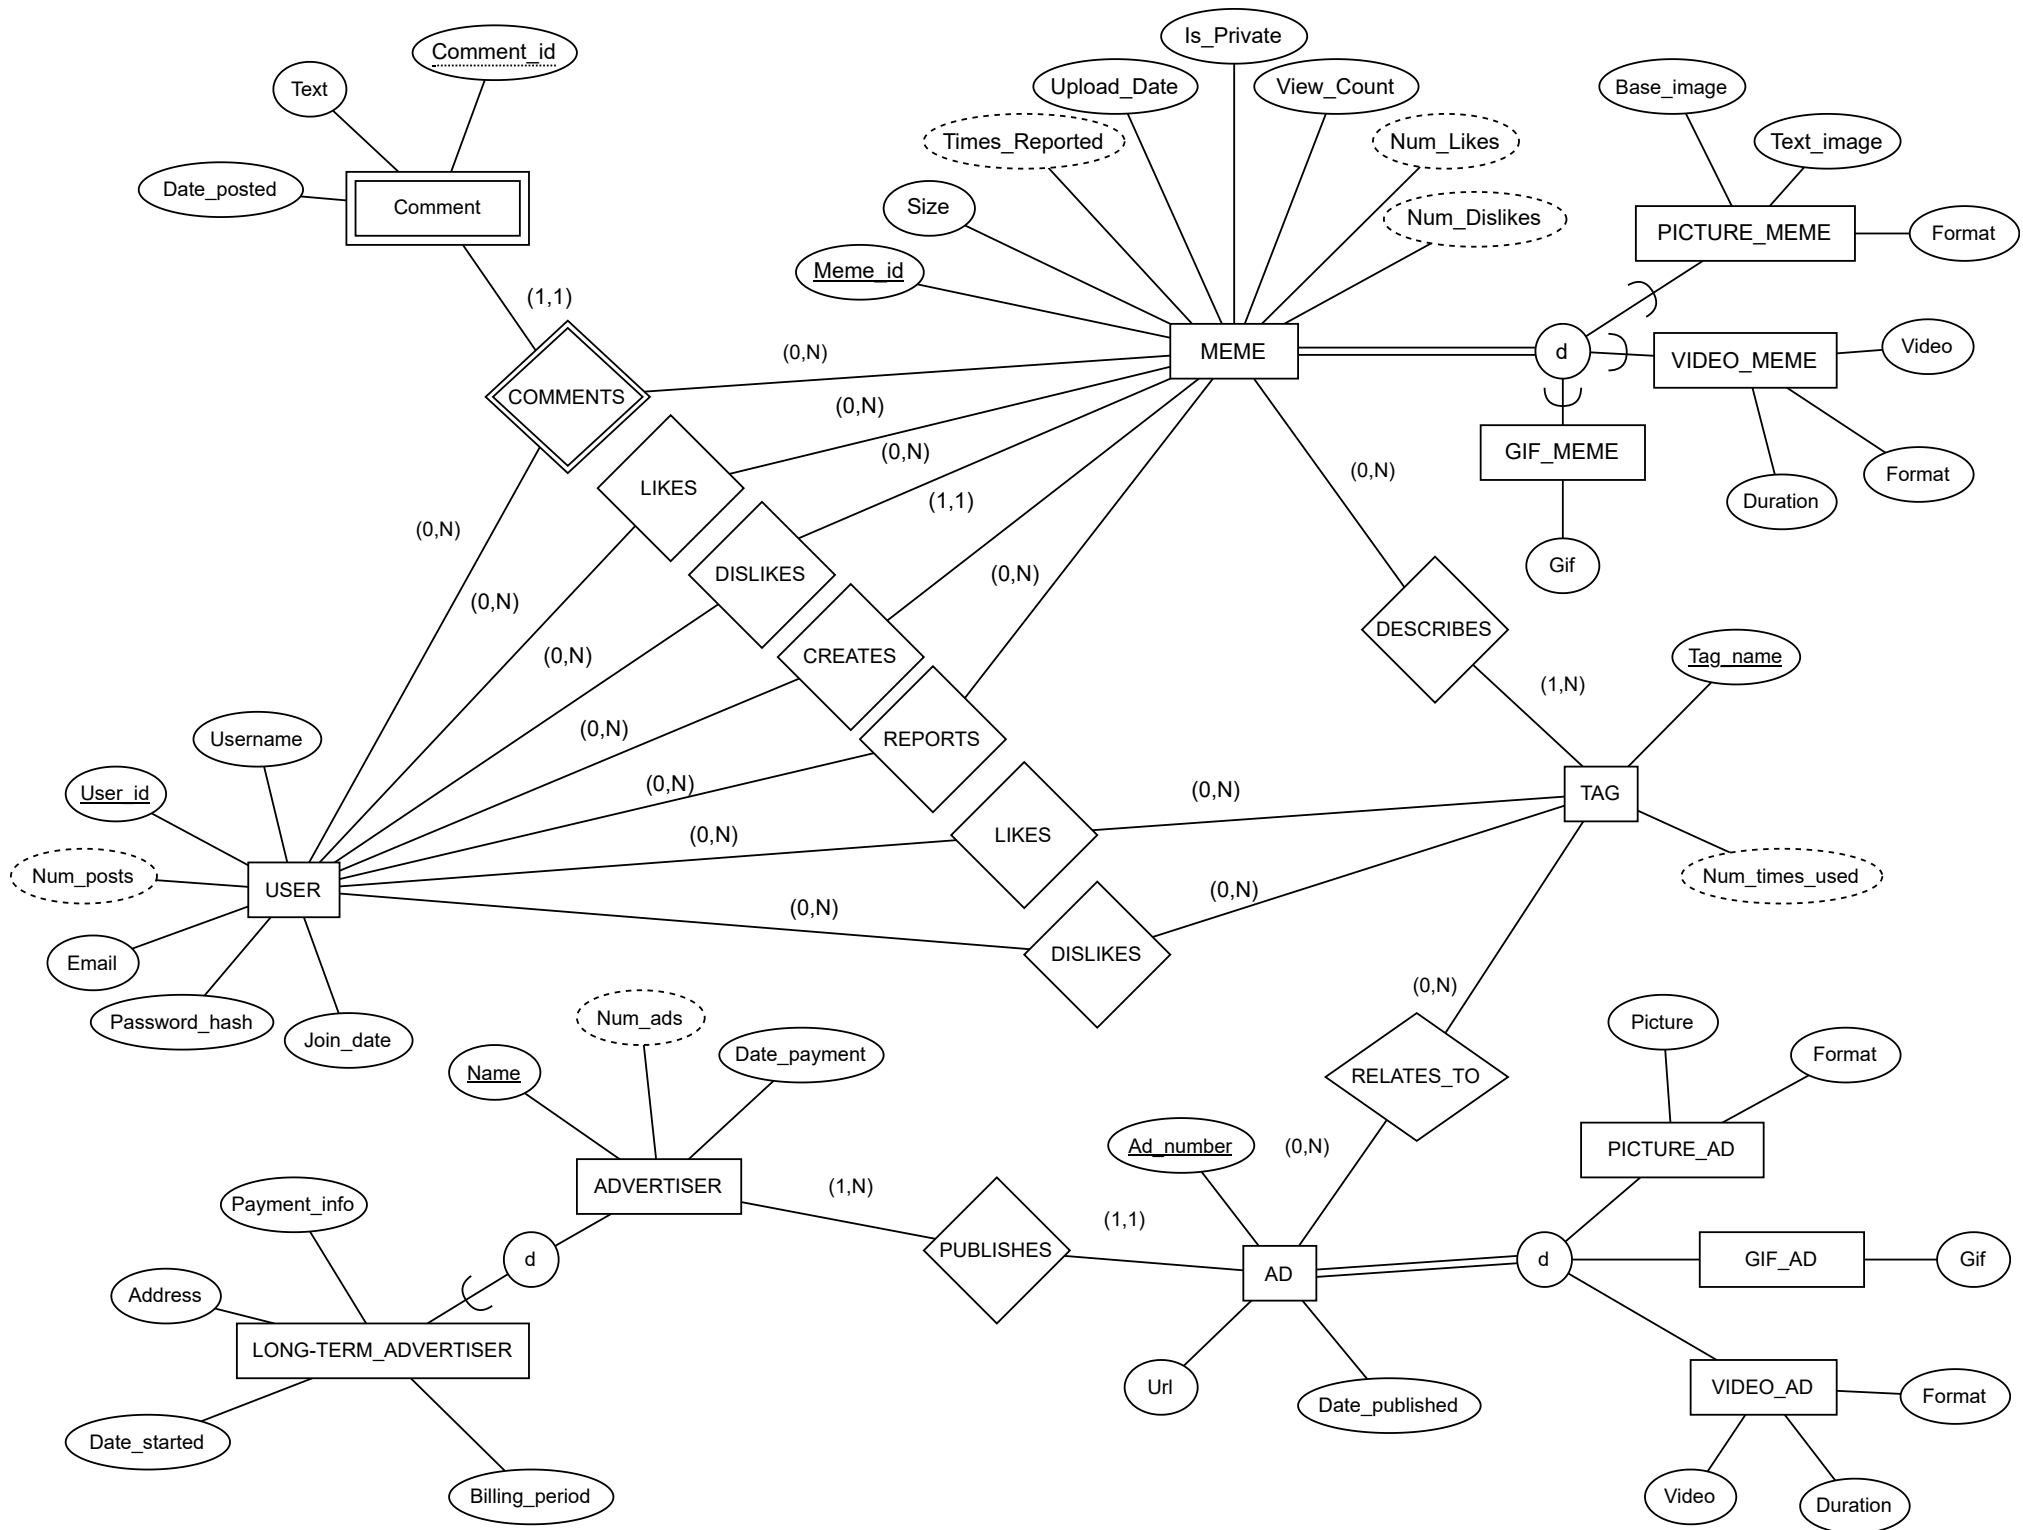 Is_Private
Comment_id
Text
Upload_Date
View_Count
Base_image
Times_Reported
Num_Likes
Text_image
Date_posted
Comment
Size
Num_Dislikes
PICTURE_MEME
Format
Meme_id
(1,1)
(0,N)
MEME
d
VIDEO_MEME
Video
COMMENTS
(0,N)
(0,N)
GIF_MEME
(0,N)
Format
LIKES
(1,1)
Duration
(0,N)
Gif
DISLIKES
(0,N)
(0,N)
DESCRIBES
(0,N)
CREATES
Tag_name
(1,N)
(0,N)
Username
REPORTS
(0,N)
(0,N)
User_id
TAG
(0,N)
LIKES
Num_posts
USER
(0,N)
Num_times_used
(0,N)
Email
DISLIKES
(0,N)
Password_hash
Join_date
Num_ads
Picture
Date_payment
Format
Name
RELATES_TO
Ad_number
(0,N)
PICTURE_AD
ADVERTISER
(1,N)
Payment_info
(1,1)
PUBLISHES
d
AD
d
GIF_AD
Gif
Address
LONG-TERM_ADVERTISER
Url
Date_published
VIDEO_AD
Format
Date_started
Billing_period
Video
Duration